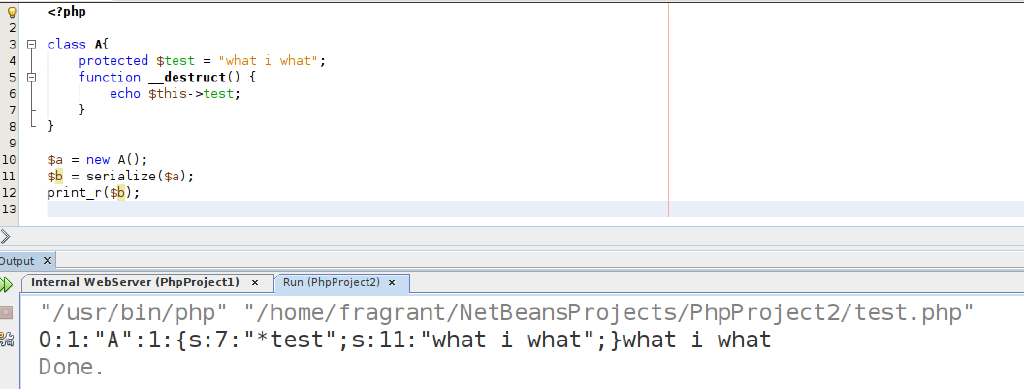 <?php
2
3 class A{
4 protected $test = "what i what";
5 function __destruct() {
6 echo $this->test;
7 }
8 }
9
10 $a = new A();
11 $b = serialize($a);
12 print_r($b);
13
Output x
Internal WebServer (PhpProject1) x Run (PhpProject2) x
"/usr/bin/php" "/home/fragrant/NetBeansProjects/PhpProject2/test.php"
O:1:"A":1:{s:7:"*test";s:11:"what i what";}what i what
Done.